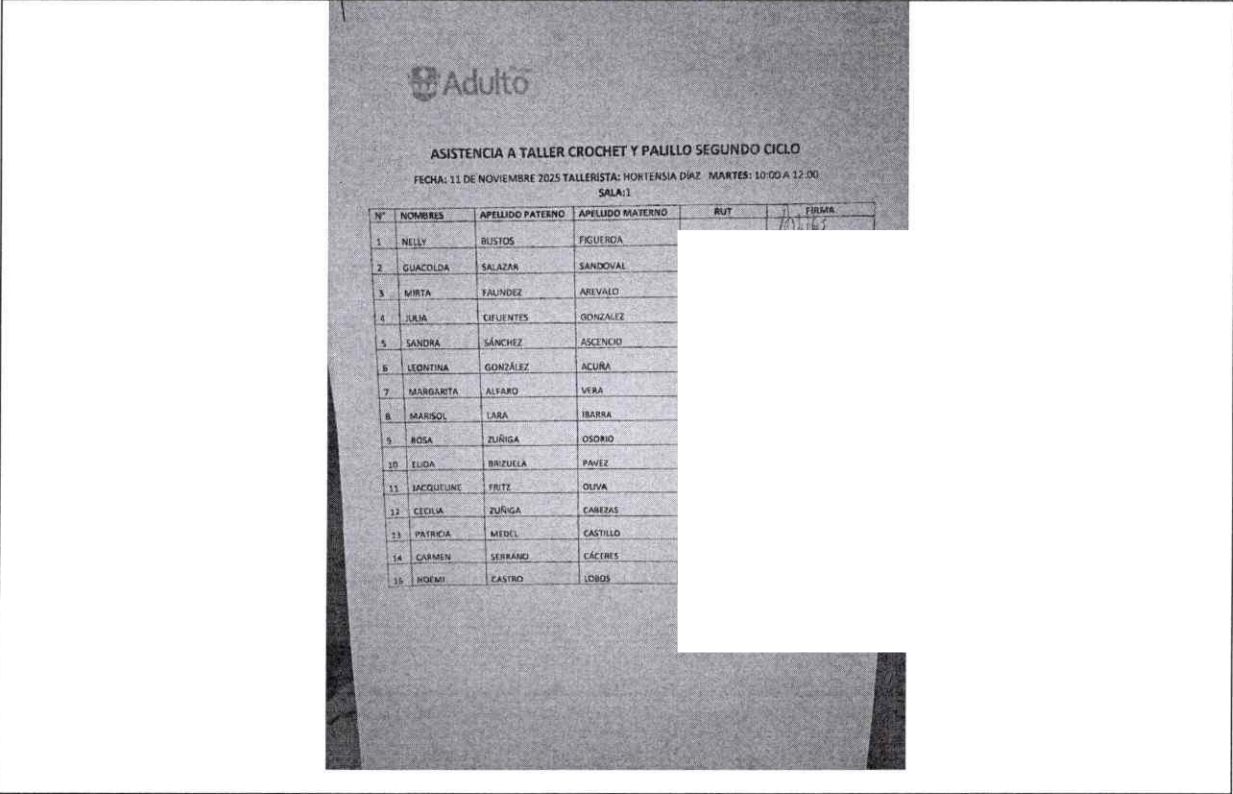 Adulto
ASISTENCIA A TALLER CROCHET Y PALILLO SEGUNDO CICLO
FECHA: 11 DE NOVIEMBRE 2025 TALLERISTA: HORTENSIA DÍAZ MARTES: 10:00 A 12:00
SALA:1
N° NOMBRES APELLIDO PATERNO APELLIDO MATERNO RUT FIRMA
1 NELLY BUSTOS FIGUEROA
2 GUACOLDA SALAZAR SANDOVAL
3 MIRTA FAUNDEZ AREVALO
4 JULIA CIFUENTES GONZALEZ
5 SANDRA SÁNCHEZ ASCENCIO
6 LEONTINA GONZÁLEZ ACUÑA
7 MARGARITA ALFARO VERA
8 MARISOL LARA IBARRA
9 ROSA ZUÑIGA OSORIO
10 ELIDA BRIZUELA PAVEZ
11 JACQUELINE FRITZ OLIVA
12 CECILIA ZUÑIGA CABEZAS
13 PATRICIA MEDEL CASTILLO
14 CARMEN SERRANO CÁCERES
15 NOEMI CASTRO LOBOS